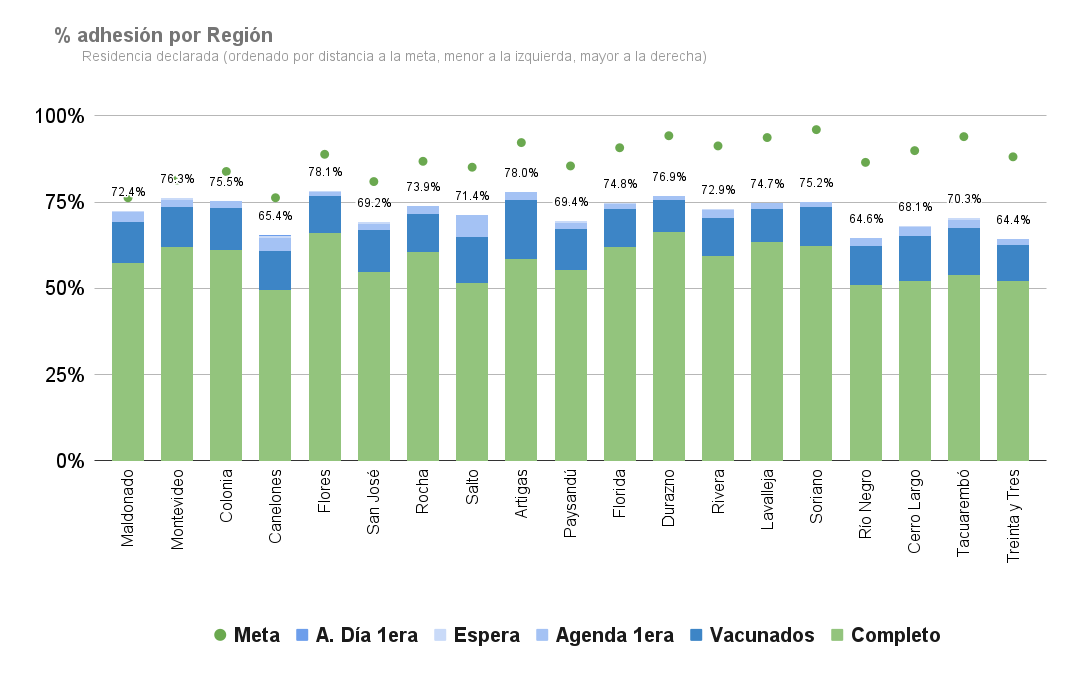 % adhesión por Región
Residencia declarada (ordenado por distancia a la meta, menor a la izquierda, mayor a la derecha)
100%
75%
50%
25%
0%
72.4%
76.3%
75.5%
65.4%
78.1%
69.2%
73.9%
71.4%
78.0%
69.4%
74.8%
76.9%
72.9%
74.7%
75.2%
64.6%
68.1%
70.3%
64.4%
Maldonado
Montevideo
Colonia
Canelones
Flores
San José
Rocha
Salto
Artigas
Paysandú
Florida
Durazno
Rivera
Lavalleja
Soriano
Río Negro
Cerro Largo
Tacuarembó
Treinta y Tres
Meta A. Día 1era Espera Agenda 1era Vacunados Completo